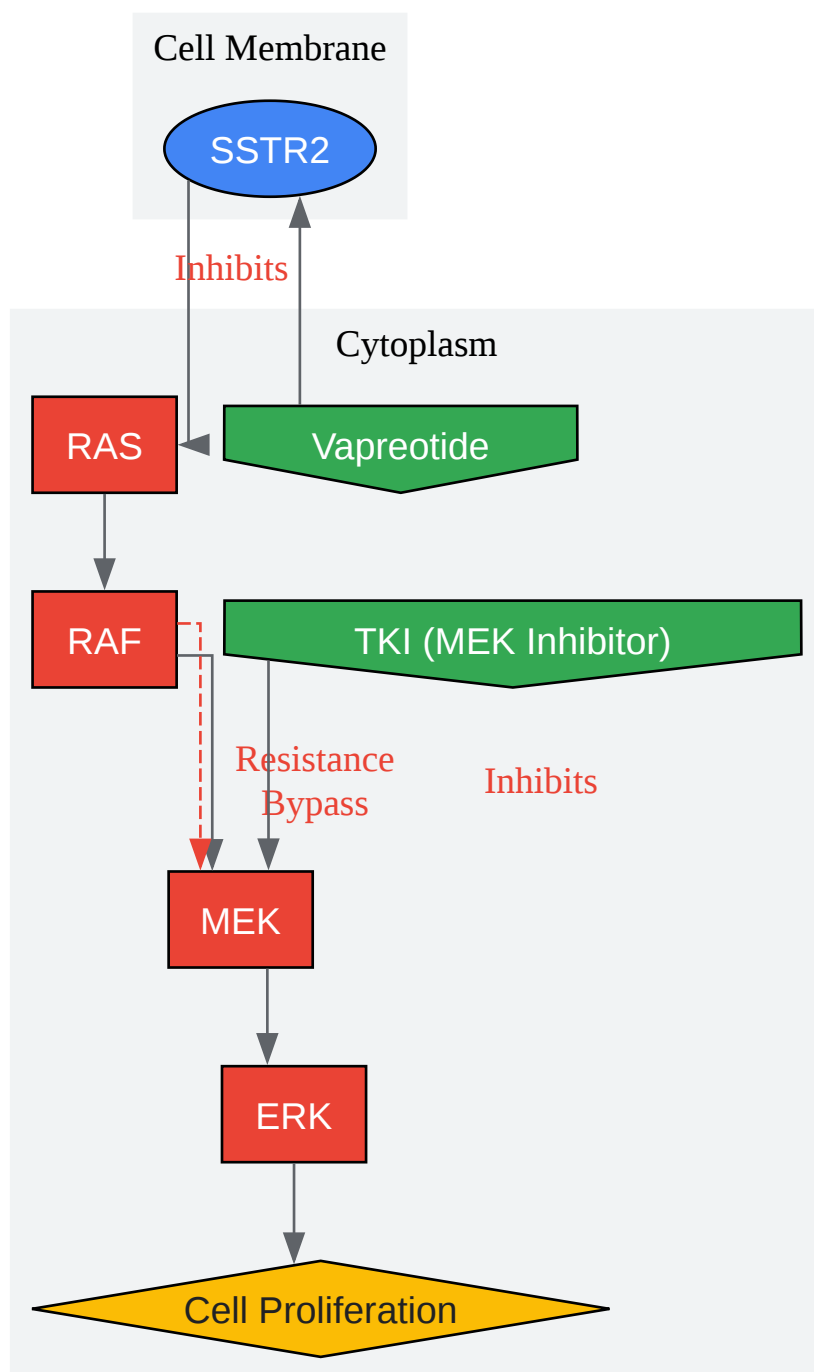 Cell Membrane
SSTR2
Inhibits
Cytoplasm
RAS
Vapreotide
RAF
TKI (MEK Inhibitor)
Resistance
Bypass
Inhibits
MEK
ERK
Cell Proliferation